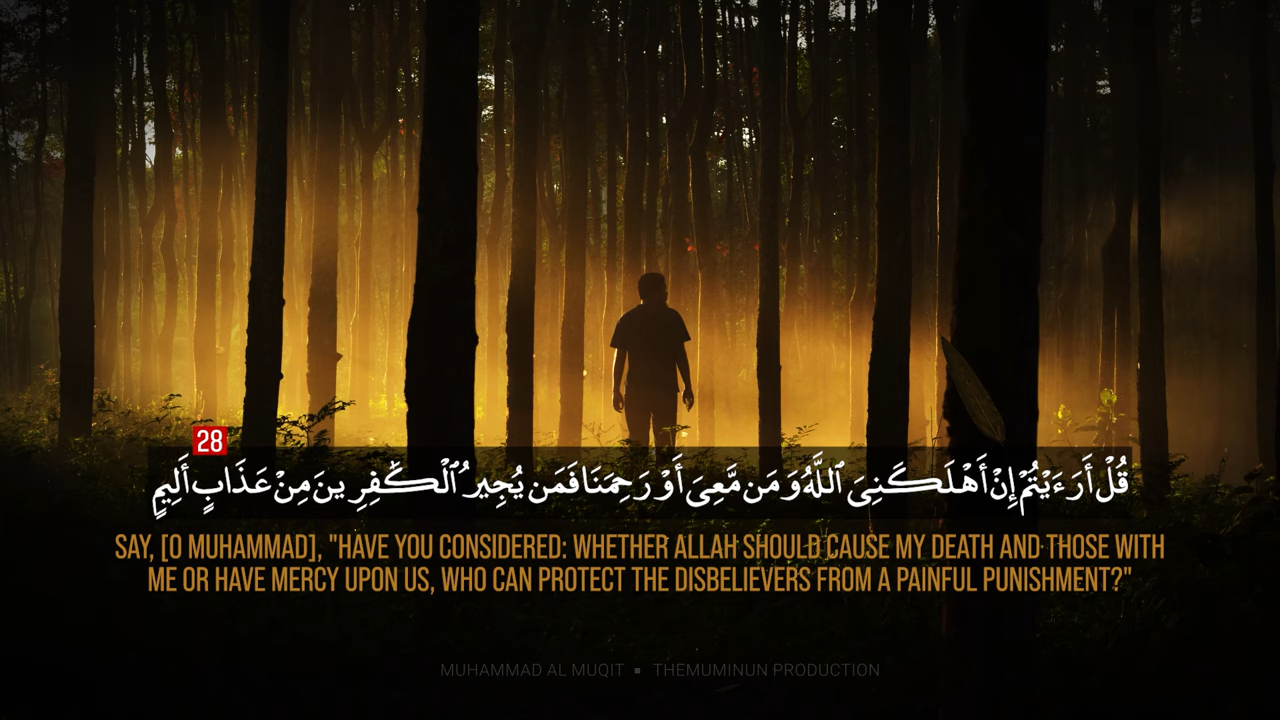 28
قُلْ أَرَءَيْتُمْ إِنْ أَهْلَكَنِىَ ٱللَّهُ وَمَن مَّعِىَ أَوْ رَحِمَنَا فَمَن يُجِيرُ ٱلْكَٰفِرِينَ مِنْ عَذَابٍ أَلِيمٍ
SAY, [O MUHAMMAD], "HAVE YOU CONSIDERED: WHETHER ALLAH SHOULD CAUSE MY DEATH AND THOSE WITH
ME OR HAVE MERCY UPON US, WHO CAN PROTECT THE DISBELIEVERS FROM A PAINFUL PUNISHMENT?"
MUHAMMAD AL MUQIT ▪ THEMUMINUN PRODUCTION